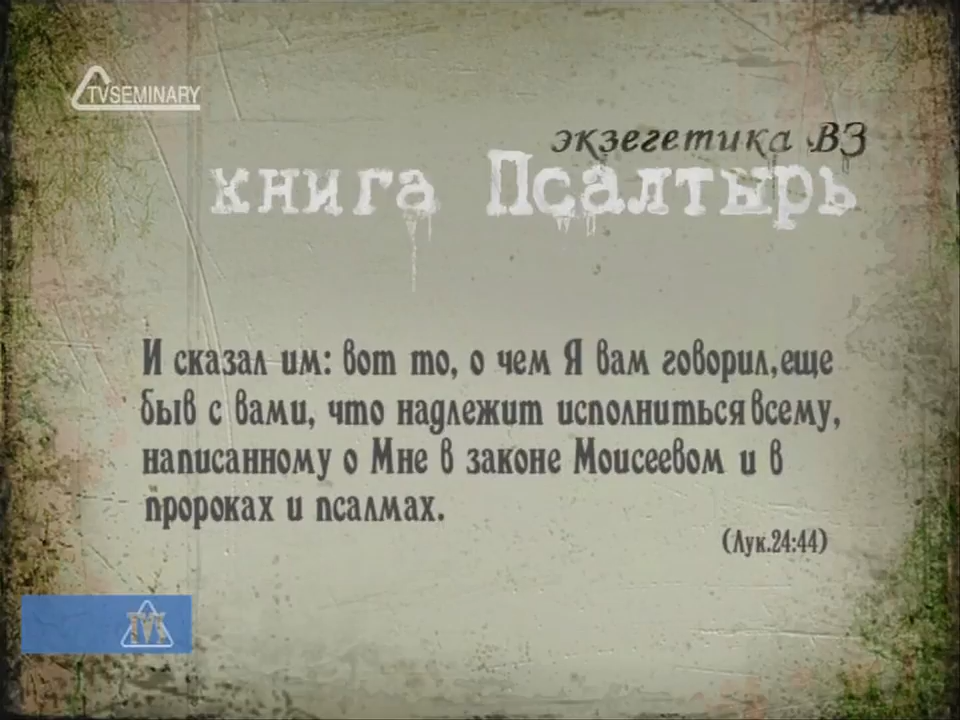 TVSEMINARY
экзегетика ВЗ
книга Псалтырь
И сказал им: вот то, о чем Я вам говорил, еще
быв с вами, что надлежит исполниться всему,
написанному о Мне в законе Моисеевом и в
пророках и псалмах.
(Лук.24:44)
TVS